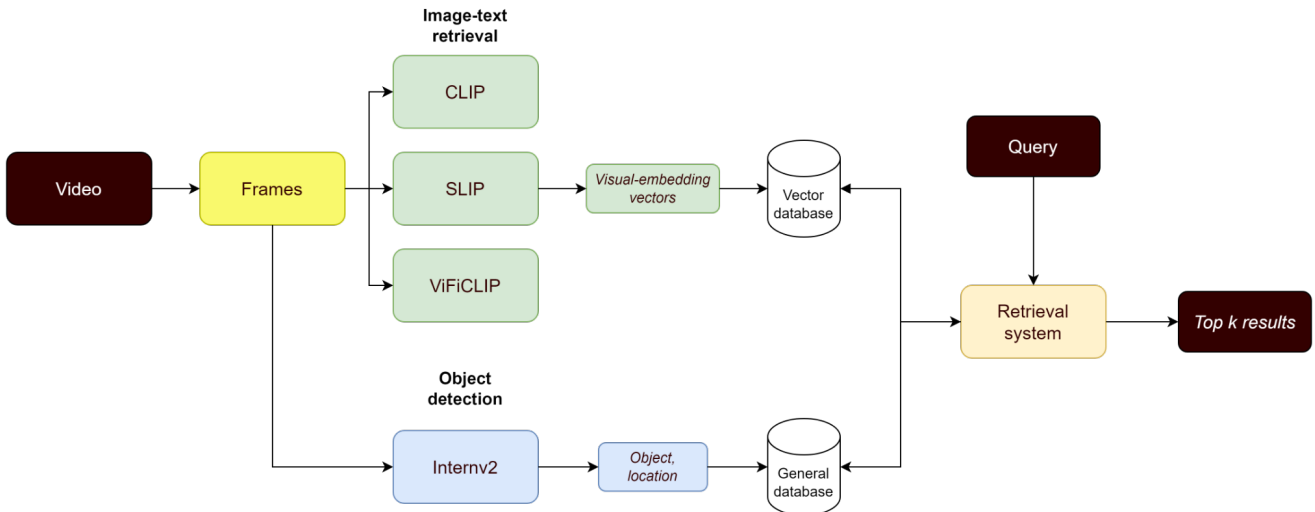 Image-text
retrieval
CLIP
Video
Frames
SLIP
Visual-embedding
vectors
Vector
database
Query
ViFiCLIP
Retrieval
system
Top k results
Object
detection
Internv2
Object,
location
General
database